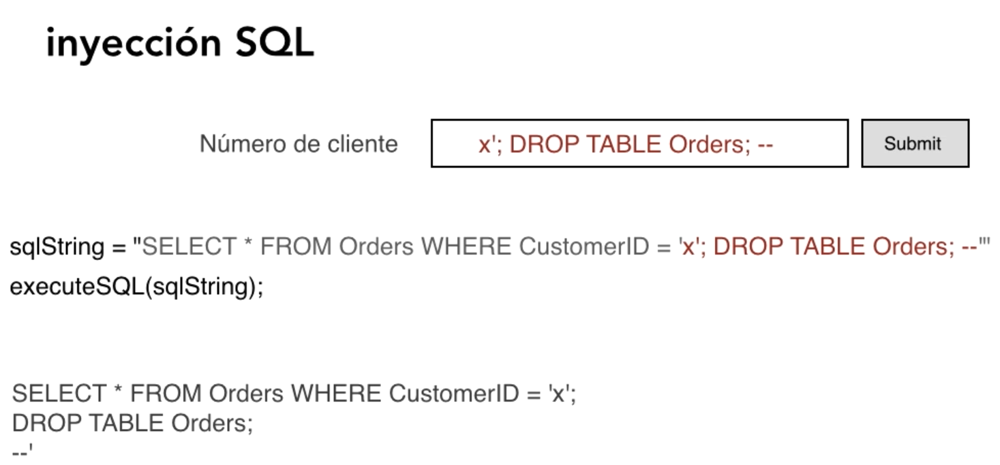 inyección SQL
Número de cliente x'; DROP TABLE Orders; -- Submit
sqlString = "SELECT * FROM Orders WHERE CustomerID = 'x'; DROP TABLE Orders; --'"
executeSQL(sqlString);
SELECT * FROM Orders WHERE CustomerID = 'x';
DROP TABLE Orders;
--'